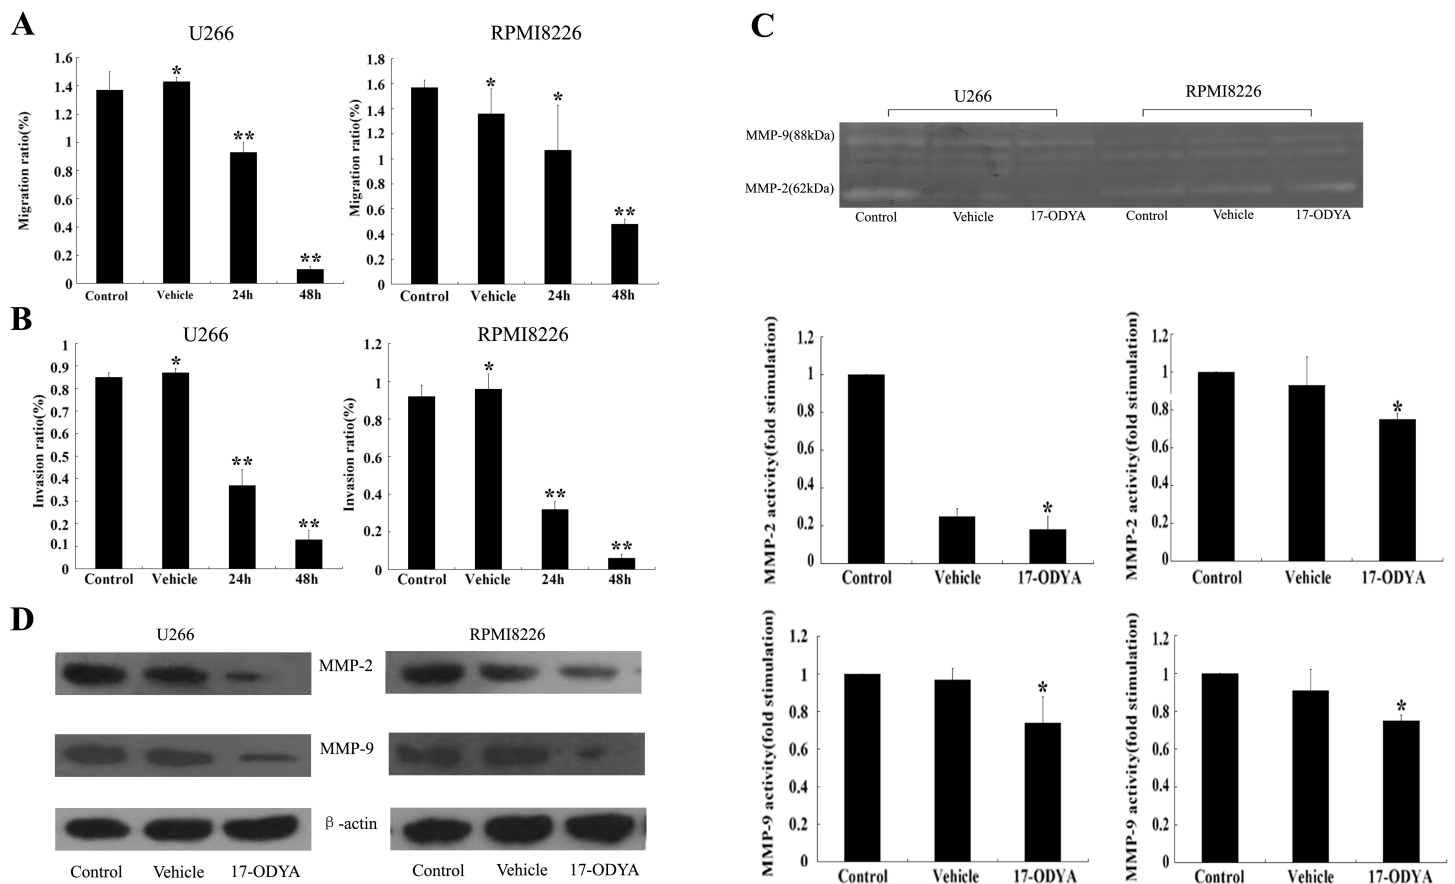 A
U266
Migration ratio(%)
1.6
1.4
1.2
1
0.8
0.6
0.4
0.2
0
*
**
**
Control Vehicle 24h 48h
RPMI8226
Migration ratio(%)
1.8
1.6
1.4
1.2
1
0.8
0.6
0.4
0.2
0
*
*
**
Control Vehicle 24h 48h
B
U266
Invasion ratio(%)
1
0.9
0.8
0.7
0.6
0.5
0.4
0.3
0.2
0.1
0
*
**
**
Control Vehicle 24h 48h
RPMI8226
Invasion ratio(%)
1.2
1
0.8
0.6
0.4
0.2
0
*
**
**
Control Vehicle 24h 48h
C
U266 RPMI8226
MMP-9(88kDa)
MMP-2(62kDa)
Control Vehicle 17-ODYA Control Vehicle 17-ODYA
MMP-2 activity(fold stimulation)
1.2
1
0.8
0.6
0.4
0.2
0
*
Control Vehicle 17-ODYA
MMP-2 activity(fold stimulation)
1.2
1
0.8
0.6
0.4
0.2
0
*
Control Vehicle 17-ODYA
MMP-9 activity(fold stimulation)
1.2
1
0.8
0.6
0.4
0.2
0
*
Control Vehicle 17-ODYA
MMP-9 activity(fold stimulation)
1.2
1
0.8
0.6
0.4
0.2
0
*
Control Vehicle 17-ODYA
D
U266 RPMI8226
MMP-2
MMP-9
β-actin
Control Vehicle 17-ODYA Control Vehicle 17-ODYA